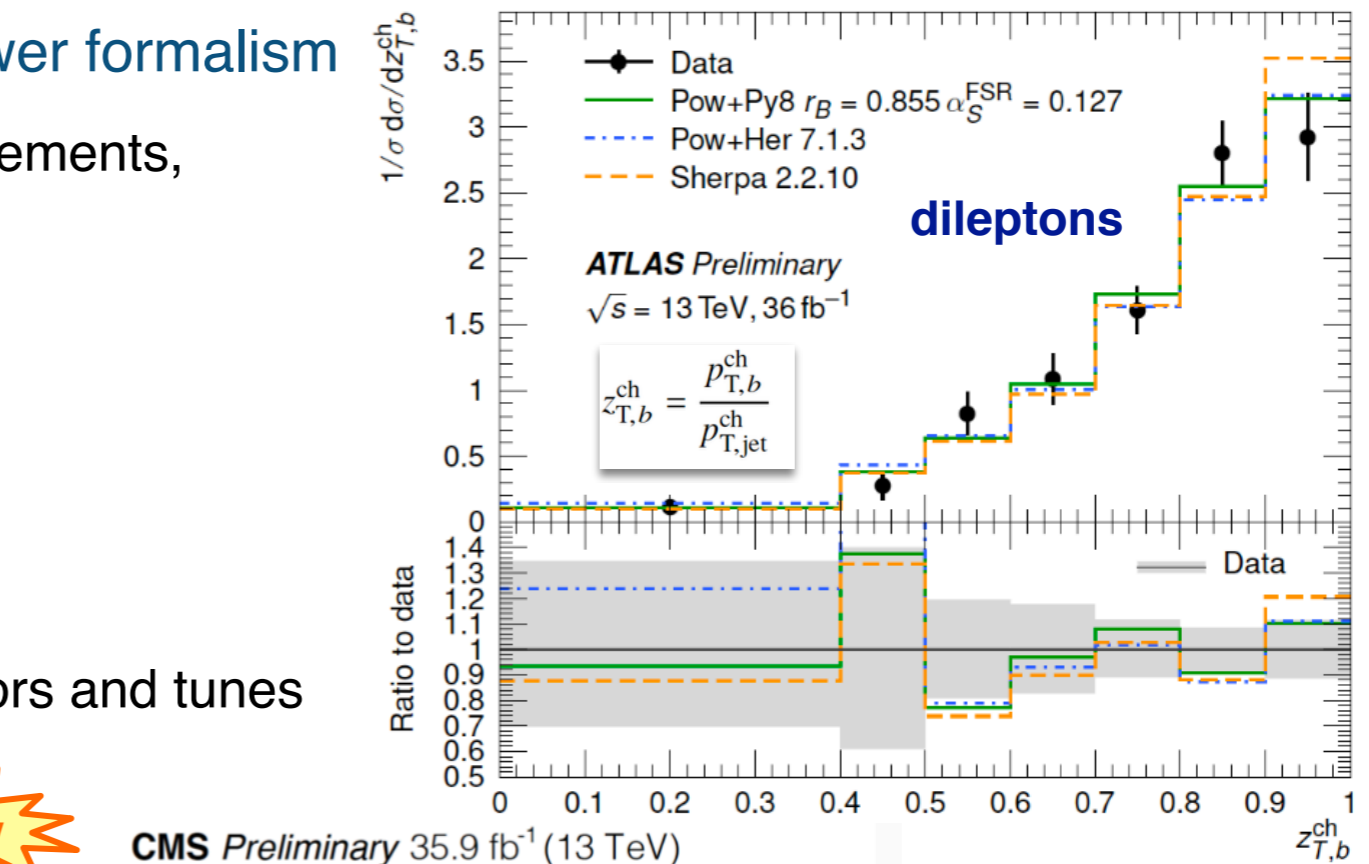 wer formalism
ements,
ors and tunes
1/σ dσ/dz^ch_T,b
3.5
3
2.5
2
1.5
1
0.5
0
Data
Pow+Py8 r_B = 0.855 α_S^FSR = 0.127
Pow+Her 7.1.3
Sherpa 2.2.10
dileptons
ATLAS Preliminary
√s = 13 TeV, 36 fb⁻¹
z^ch_T,b = p^ch_T,b / p^ch_T,jet
Ratio to data
1.4
1.3
1.2
1.1
1
0.9
0.8
0.7
0.6
0.5
Data
0 0.1 0.2 0.3 0.4 0.5 0.6 0.7 0.8 0.9 1
z^ch_T,b
CMS Preliminary 35.9 fb⁻¹ (13 TeV)